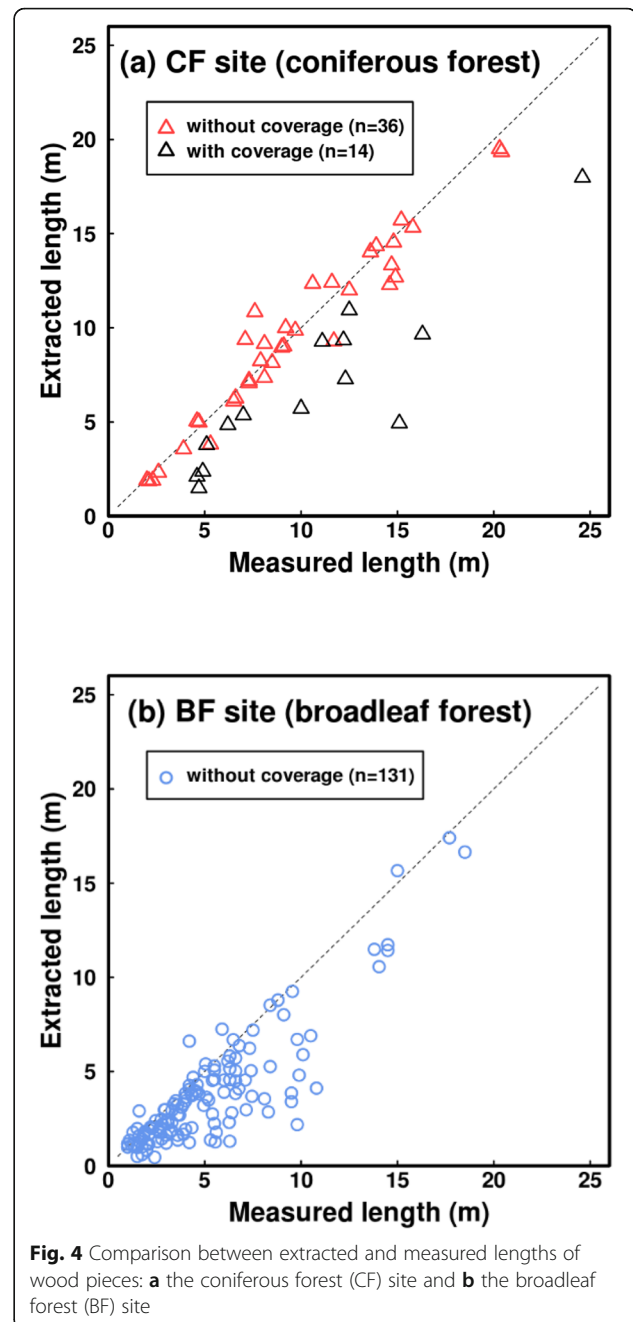 (a) CF site (coniferous forest)
without coverage (n=36)
with coverage (n=14)
Extracted length (m)
25
20
15
10
5
0
0 5 10 15 20 25
Measured length (m)
(b) BF site (broadleaf forest)
without coverage (n=131)
Extracted length (m)
25
20
15
10
5
0
0 5 10 15 20 25
Measured length (m)
Fig. 4 Comparison between extracted and measured lengths of
wood pieces: a the coniferous forest (CF) site and b the broadleaf
forest (BF) site